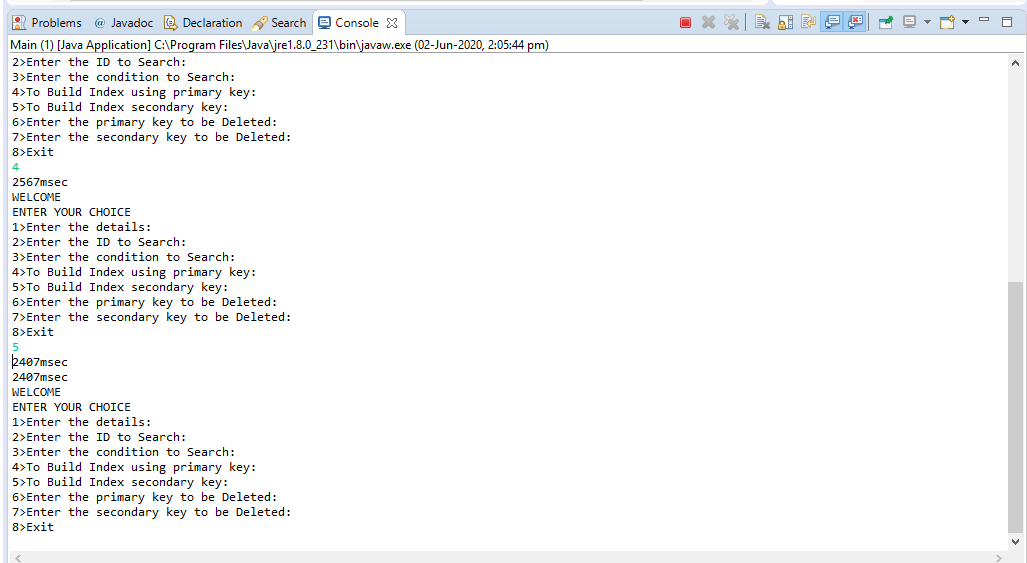 Problems @ Javadoc Declaration Search Console
Main (1) [Java Application] C:\Program Files\Java\jre1.8.0_231\bin\javaw.exe (02-Jun-2020, 2:05:44 pm)
2>Enter the ID to Search:
3>Enter the condition to Search:
4>To Build Index using primary key:
5>To Build Index secondary key:
6>Enter the primary key to be Deleted:
7>Enter the secondary key to be Deleted:
8>Exit
4
2567msec
WELCOME
ENTER YOUR CHOICE
1>Enter the details:
2>Enter the ID to Search:
3>Enter the condition to Search:
4>To Build Index using primary key:
5>To Build Index secondary key:
6>Enter the primary key to be Deleted:
7>Enter the secondary key to be Deleted:
8>Exit
5
2407msec
2407msec
WELCOME
ENTER YOUR CHOICE
1>Enter the details:
2>Enter the ID to Search:
3>Enter the condition to Search:
4>To Build Index using primary key:
5>To Build Index secondary key:
6>Enter the primary key to be Deleted:
7>Enter the secondary key to be Deleted:
8>Exit